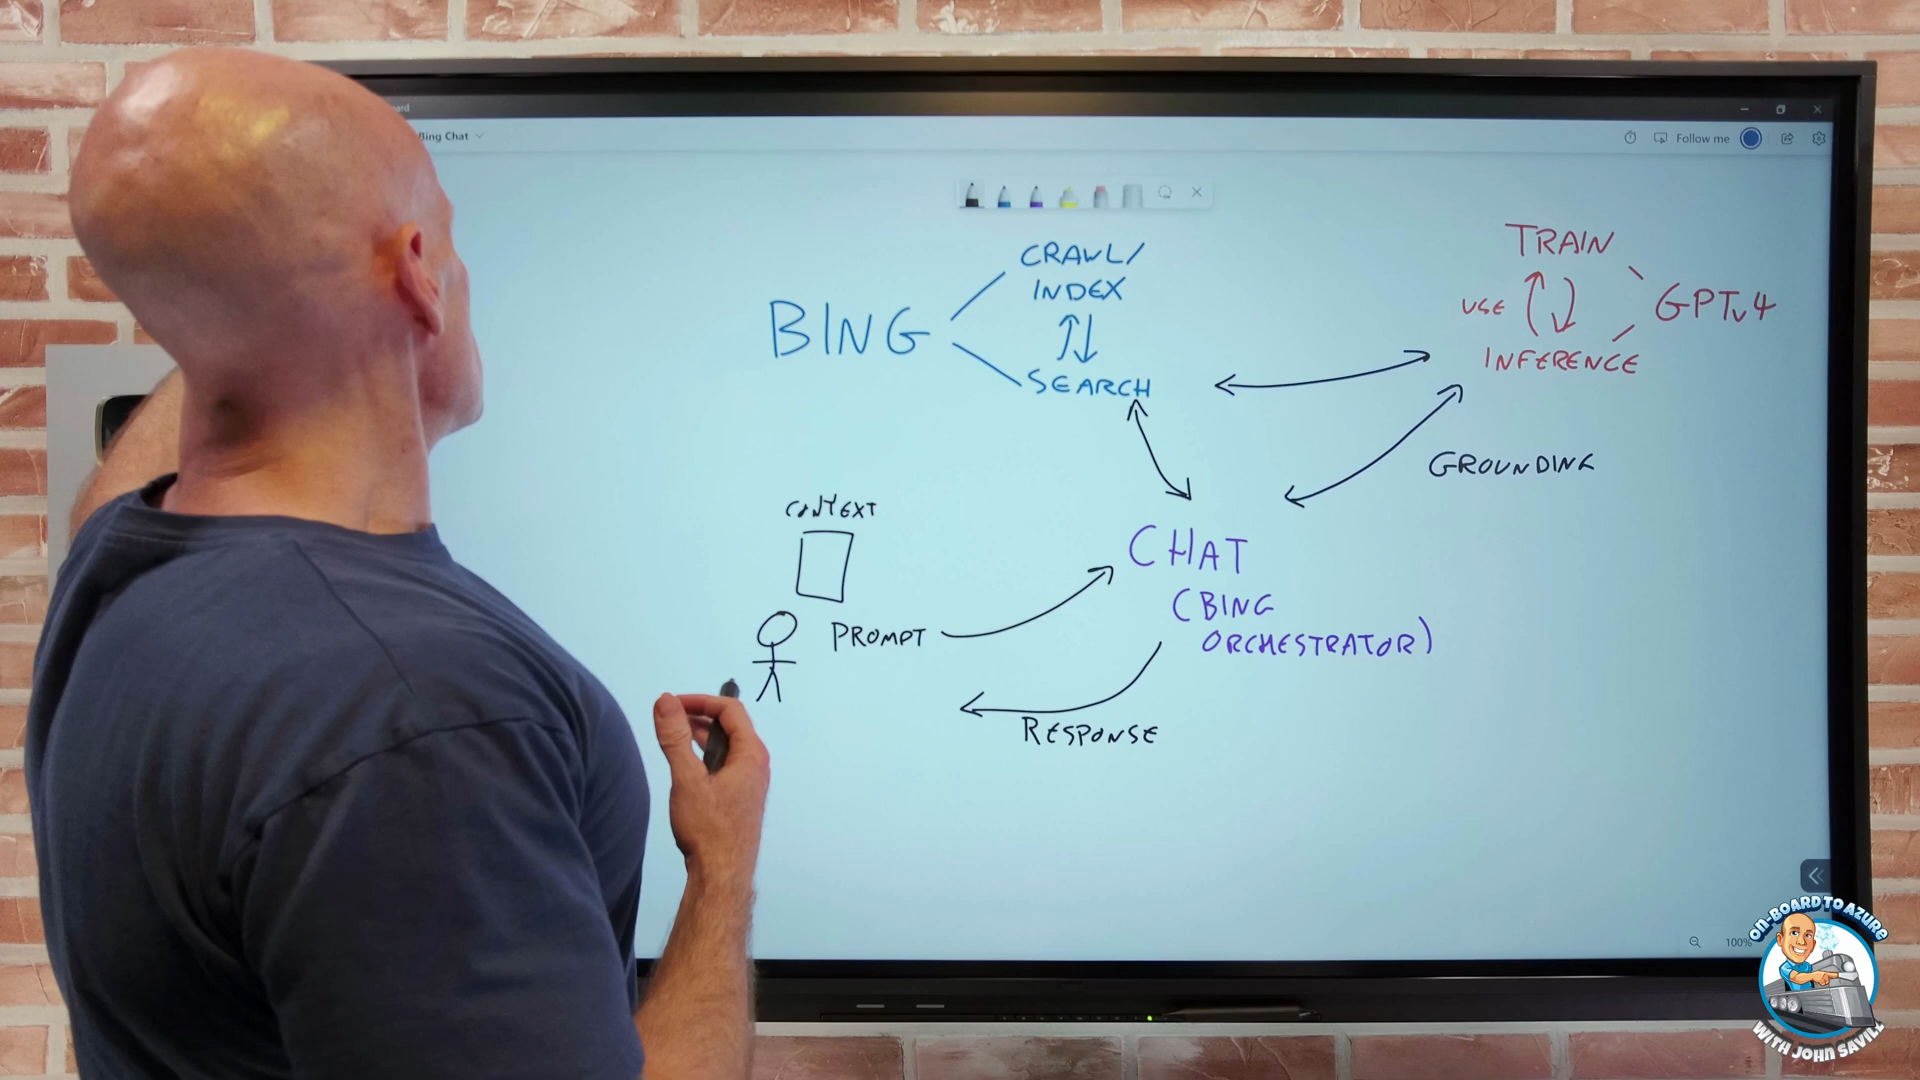 ard
Bing Chat
Follow me
CRAWL/
INDEX
BING
SEARCH
TRAIN
USE
GPTv4
INFERENCE
GROUNDING
CONTEXT
CHAT
(BING
ORCHESTRATOR)
PROMPT
RESPONSE
100%
ON-BOARD TO AZURE
WITH JOHN SAVILL